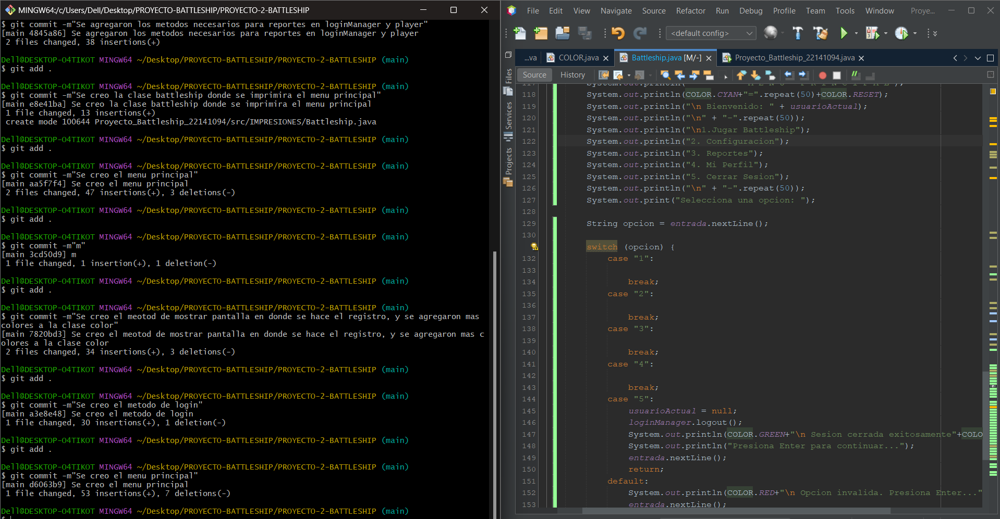 MINGW64:/c/Users/Dell/Desktop/PROYECTO-BATTLESHIP/PROYECTO-2-BATTLESHIP
$ git commit -m"Se agregaron los metodos necesarios para reportes en loginManager y player"
[main 4845a86] Se agregaron los metodos necesarios para reportes en loginManager y player
 2 files changed, 38 insertions(+)
Dell@DESKTOP-O4TIKOT MINGW64 ~/Desktop/PROYECTO-BATTLESHIP/PROYECTO-2-BATTLESHIP (main)
$ git add .
Dell@DESKTOP-O4TIKOT MINGW64 ~/Desktop/PROYECTO-BATTLESHIP/PROYECTO-2-BATTLESHIP (main)
$ git commit -m"Se creo la clase battleship donde se imprimira el menu principal"
[main e8e41ba] Se creo la clase battleship donde se imprimira el menu principal
 1 file changed, 13 insertions(+)
 create mode 100644 Proyecto_Battleship_22141094/src/IMPRESIONES/Battleship.java
Dell@DESKTOP-O4TIKOT MINGW64 ~/Desktop/PROYECTO-BATTLESHIP/PROYECTO-2-BATTLESHIP (main)
$ git add .
Dell@DESKTOP-O4TIKOT MINGW64 ~/Desktop/PROYECTO-BATTLESHIP/PROYECTO-2-BATTLESHIP (main)
$ git commit -m"Se creo el menu principal"
[main aa5f7f4] Se creo el menu principal
 2 files changed, 47 insertions(+), 3 deletions(-)
Dell@DESKTOP-O4TIKOT MINGW64 ~/Desktop/PROYECTO-BATTLESHIP/PROYECTO-2-BATTLESHIP (main)
$ git add .
Dell@DESKTOP-O4TIKOT MINGW64 ~/Desktop/PROYECTO-BATTLESHIP/PROYECTO-2-BATTLESHIP (main)
$ git commit -m"m"
[main 3cd50d9] m
 1 file changed, 1 insertion(+), 1 deletion(-)
Dell@DESKTOP-O4TIKOT MINGW64 ~/Desktop/PROYECTO-BATTLESHIP/PROYECTO-2-BATTLESHIP (main)
$ git add .
Dell@DESKTOP-O4TIKOT MINGW64 ~/Desktop/PROYECTO-BATTLESHIP/PROYECTO-2-BATTLESHIP (main)
$ git commit -m"Se creo el meotod de mostrar pantalla en donde se hace el registro, y se agregaron mas
colores a la clase color"
[main 7820bd3] Se creo el meotod de mostrar pantalla en donde se hace el registro, y se agregaron mas c
olores a la clase color
 2 files changed, 34 insertions(+), 3 deletions(-)
Dell@DESKTOP-O4TIKOT MINGW64 ~/Desktop/PROYECTO-BATTLESHIP/PROYECTO-2-BATTLESHIP (main)
$ git add .
Dell@DESKTOP-O4TIKOT MINGW64 ~/Desktop/PROYECTO-BATTLESHIP/PROYECTO-2-BATTLESHIP (main)
$ git commit -m"Se creo el metodo de login"
[main a3e8e48] Se creo el metodo de login
 1 file changed, 30 insertions(+), 1 deletion(-)
Dell@DESKTOP-O4TIKOT MINGW64 ~/Desktop/PROYECTO-BATTLESHIP/PROYECTO-2-BATTLESHIP (main)
$ git add .
Dell@DESKTOP-O4TIKOT MINGW64 ~/Desktop/PROYECTO-BATTLESHIP/PROYECTO-2-BATTLESHIP (main)
$ git commit -m"Se creo el menu principal"
[main d6063b9] Se creo el menu principal
 1 file changed, 53 insertions(+), 7 deletions(-)
Dell@DESKTOP-O4TIKOT MINGW64 ~/Desktop/PROYECTO-BATTLESHIP/PROYECTO-2-BATTLESHIP (main)
$
File Edit View Navigate Source Refactor Run Debug Profile Team Tools Window Proye...
<default config>
...va COLOR.java Battleship.java [M/-] Proyecto_Battleship_22141094.java
Files
Services
Projects
Source History
117 System.out.println(" M E N U P R I N C I P A L");
118 System.out.println(COLOR.CYAN+"=".repeat(50)+COLOR.RESET);
119 System.out.println("\n Bienvenido: " + usuarioActual);
120 System.out.println("\n" + "-".repeat(50));
121 System.out.println("\n1.Jugar Battleship");
122 System.out.println("2. Configuracion");
123 System.out.println("3. Reportes");
124 System.out.println("4. Mi Perfil");
125 System.out.println("5. Cerrar Sesion");
126 System.out.println("\n" + "-".repeat(50));
127 System.out.print("Selecciona una opcion: ");
128
129 String opcion = entrada.nextLine();
130
switch (opcion) {
132 case "1":
133
134 break;
135 case "2":
136
137 break;
138 case "3":
139
140 break;
141 case "4":
142
143 break;
144 case "5":
145 usuarioActual = null;
146 loginManager.logout();
147 System.out.println(COLOR.GREEN+"\n Sesion cerrada exitosamente"+COLO
148 System.out.println("Presiona Enter para continuar...");
149 entrada.nextLine();
150 return;
151 default:
152 System.out.println(COLOR.RED+"\n Opcion invalida. Presiona Enter..."
153 entrada.nextLine();